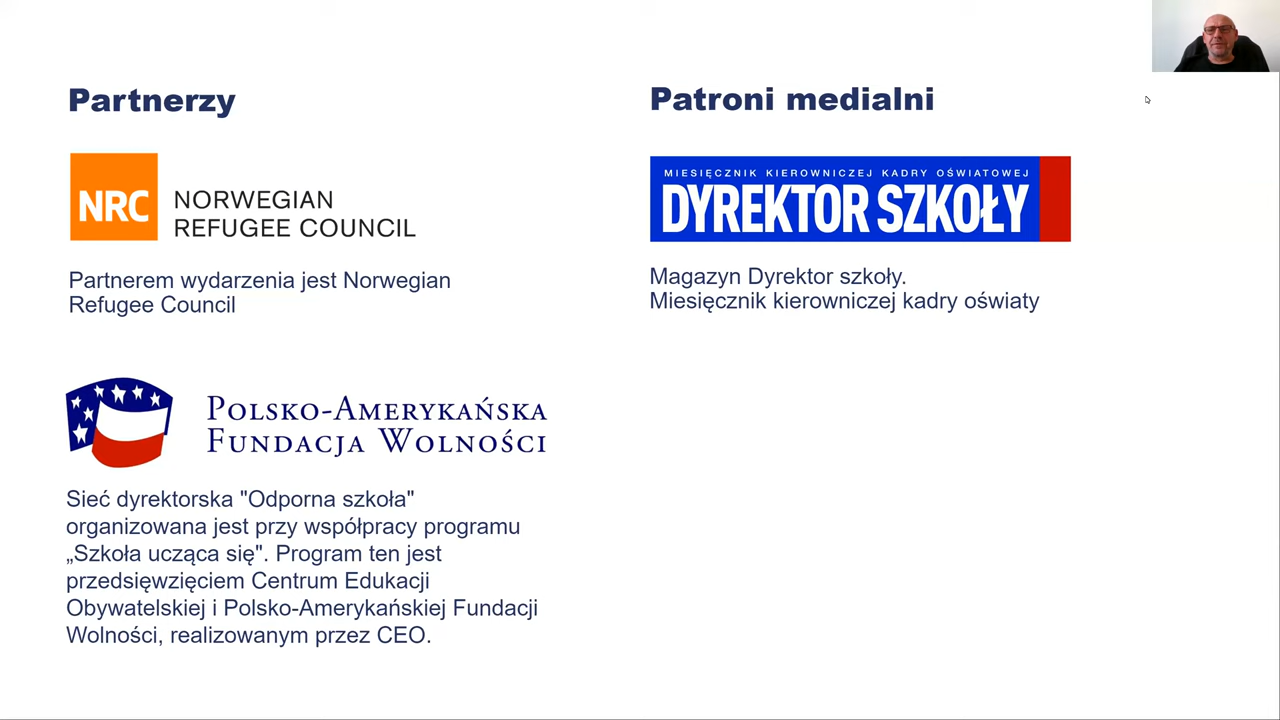 Partnerzy
NRC
NORWEGIAN
REFUGEE COUNCIL
Partnerem wydarzenia jest Norwegian
Refugee Council
POLSKO-AMERYKAŃSKA
FUNDACJA WOLNOŚCI
Sieć dyrektorska "Odporna szkoła"
organizowana jest przy współpracy programu
„Szkoła ucząca się". Program ten jest
przedsięwzięciem Centrum Edukacji
Obywatelskiej i Polsko-Amerykańskiej Fundacji
Wolności, realizowanym przez CEO.
Patroni medialni
MIESIĘCZNIK KIEROWNICZEJ KADRY OŚWIATOWEJ
DYREKTOR SZKOŁY
Magazyn Dyrektor szkoły.
Miesięcznik kierowniczej kadry oświaty